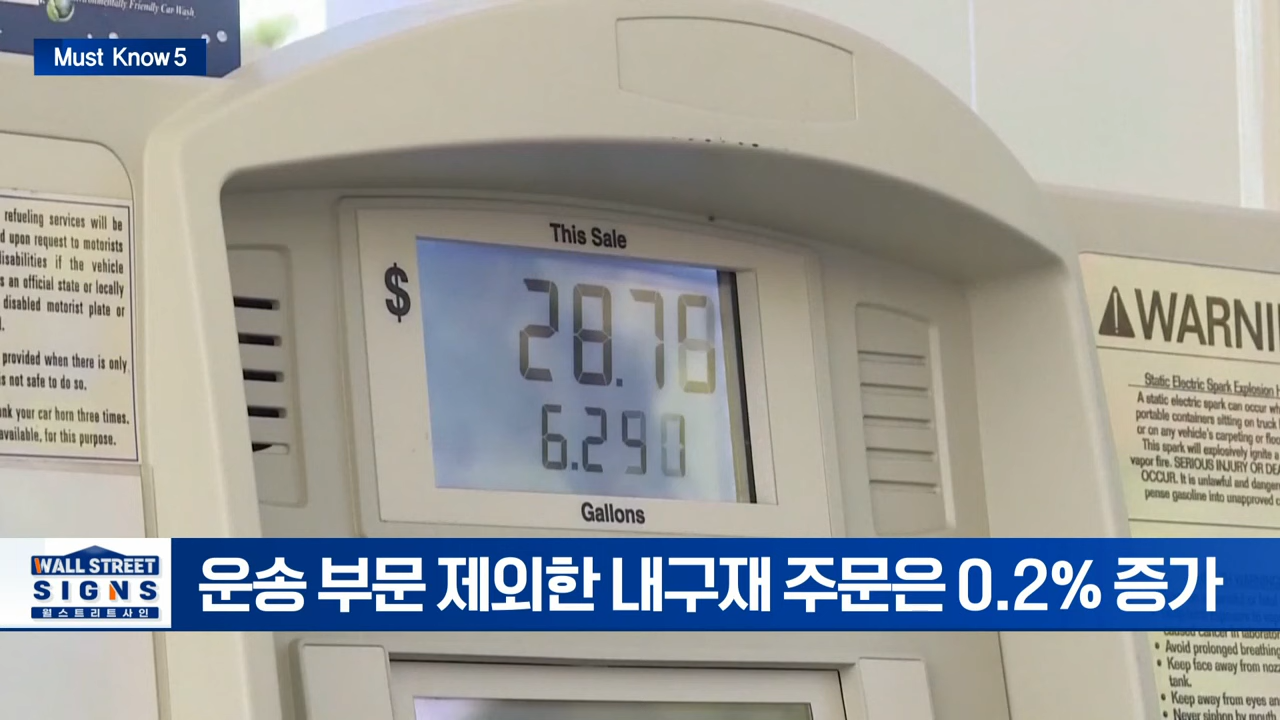 Environmentally Friendly Car Wash
Must Know 5
refueling services will be
d upon request to motorists
disabilities if the vehicle
s an official state or locally
disabled motorist plate or
provided when there is only
s not safe to do so.
nk your car horn three times.
available, for this purpose.
This Sale
$
28.76
6.290
Gallons
WARNI
Static Electric Spark Explosion
A static electric spark can occur
portable containers sitting on truck
or on any vehicle's carpeting or
This spark will explosively ignite a
vapor fire. SERIOUS INJURY OR
OCCUR. It is unlawful and
pense gasoline into unapproved
WALL STREET
SIGNS
월스트리트사인
운송 부문 제외한 내구재 주문은 0.2% 증가
caused cancer in
• Avoid prolonged breathing
• Keep face away from
tank.
• Keep away from eyes
• Never siphon by mouth